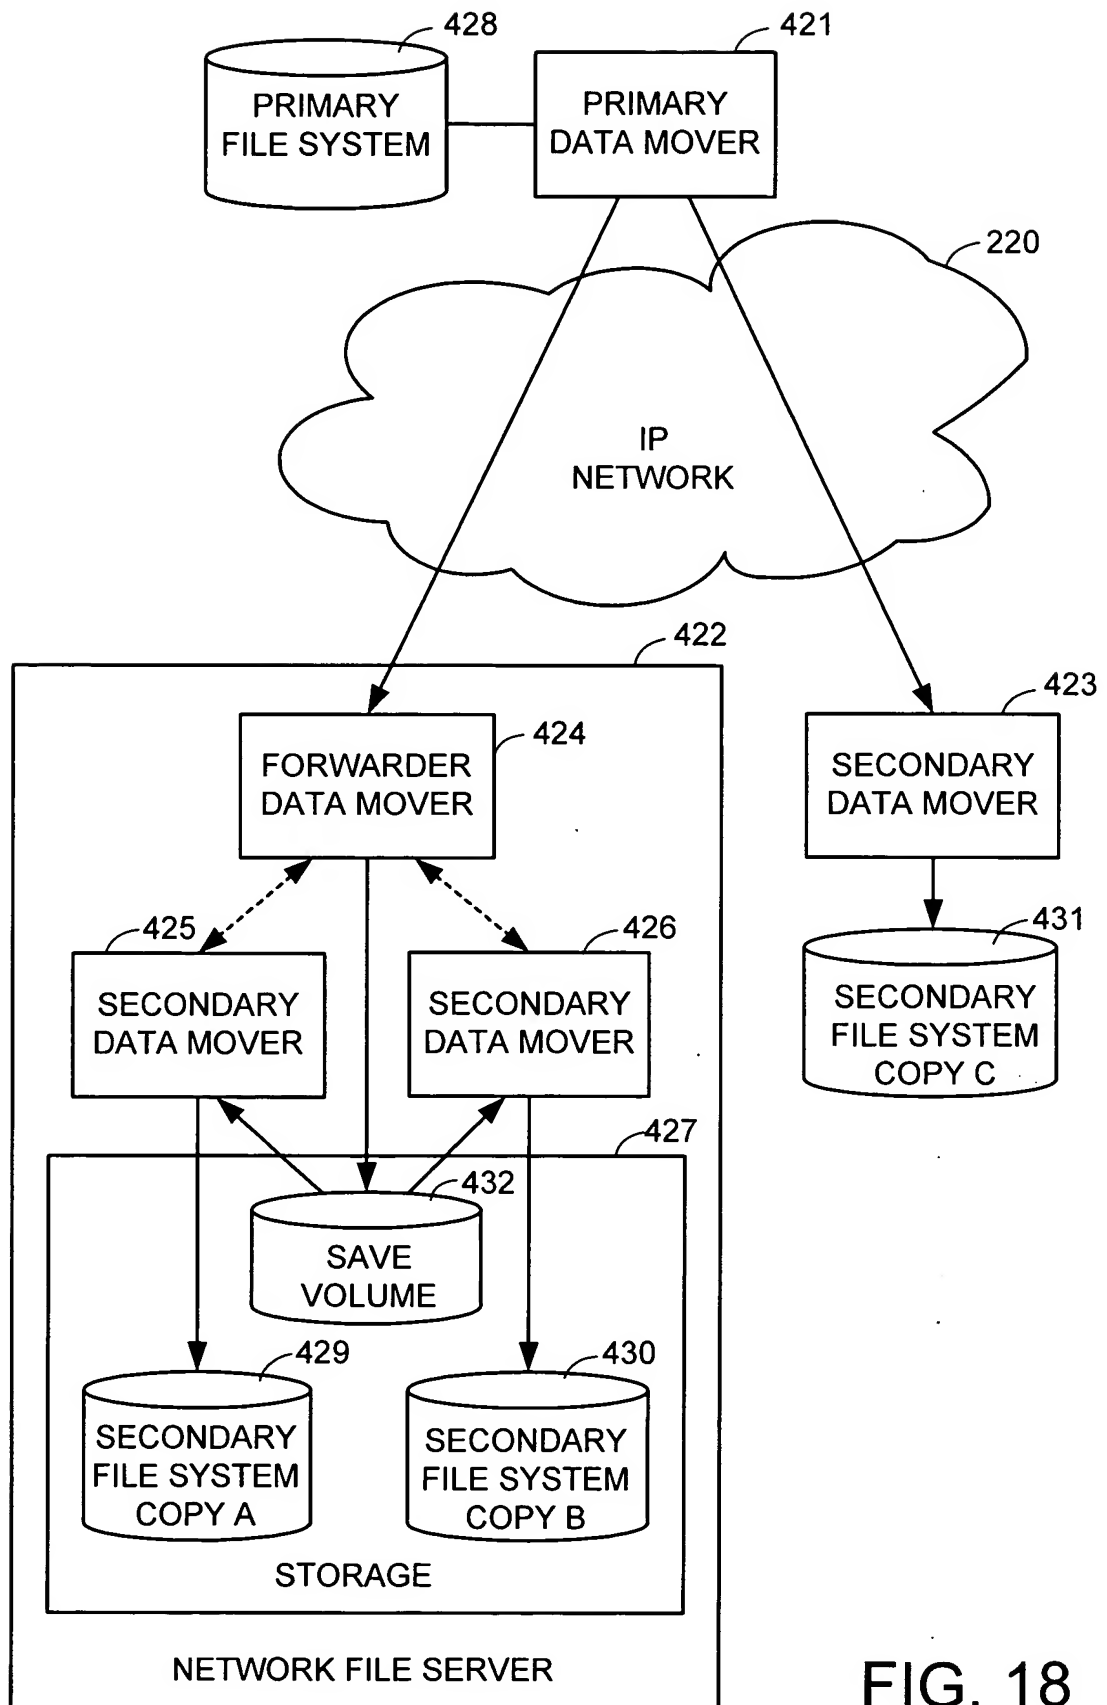 428
421
PRIMARY
FILE SYSTEM
PRIMARY
DATA MOVER
220
IP
NETWORK
422
423
424
FORWARDER
DATA MOVER
SECONDARY
DATA MOVER
425
426
431
SECONDARY
DATA MOVER
SECONDARY
DATA MOVER
SECONDARY
FILE SYSTEM
COPY C
427
432
SAVE
VOLUME
429
430
SECONDARY
FILE SYSTEM
COPY A
SECONDARY
FILE SYSTEM
COPY B
STORAGE
NETWORK FILE SERVER
FIG. 18